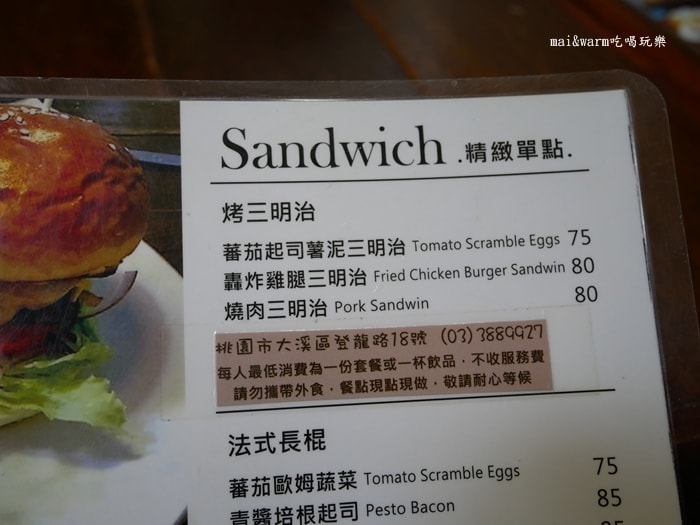 mai&warm吃喝玩樂
Sandwich .精緻單點.
烤三明治
蕃茄起司薯泥三明治 Tomato Scramble Eggs 75
轟炸雞腿三明治 Fried Chicken Burger Sandwin 80
燒肉三明治 Pork Sandwin 80
桃園市大溪區登龍路18號 (03)3889927
每人最低消費為一份套餐或一杯飲品，不收服務費
請勿攜帶外食，餐點現點現做，敬請耐心等候
法式長棍
蕃茄歐姆蔬菜 Tomato Scramble Eggs 75
青醬培根起司 Pesto Bacon 85